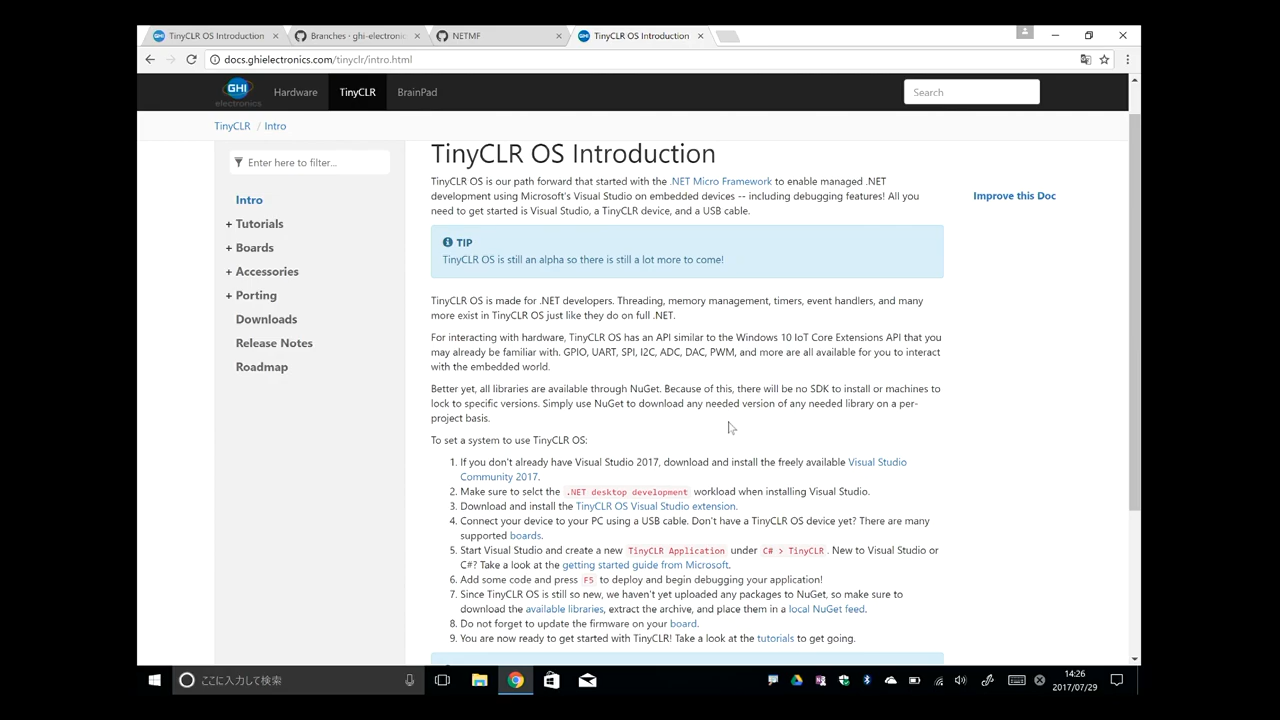 TinyCLR OS Introduction
Branches · ghi-electronic
NETMF
TinyCLR OS Introduction
docs.ghielectronics.com/tinyclr/intro.html
GHI electronics
Hardware
TinyCLR
BrainPad
Search
TinyCLR / Intro
Enter here to filter...
Intro
+ Tutorials
+ Boards
+ Accessories
+ Porting
Downloads
Release Notes
Roadmap
TinyCLR OS Introduction
TinyCLR OS is our path forward that started with the .NET Micro Framework to enable managed .NET
development using Microsoft's Visual Studio on embedded devices -- including debugging features! All you
need to get started is Visual Studio, a TinyCLR device, and a USB cable.
Improve this Doc
TIP
TinyCLR OS is still an alpha so there is still a lot more to come!
TinyCLR OS is made for .NET developers. Threading, memory management, timers, event handlers, and many
more exist in TinyCLR OS just like they do on full .NET.
For interacting with hardware, TinyCLR OS has an API similar to the Windows 10 IoT Core Extensions API that you
may already be familiar with. GPIO, UART, SPI, I2C, ADC, DAC, PWM, and more are all available for you to interact
with the embedded world.
Better yet, all libraries are available through NuGet. Because of this, there will be no SDK to install or machines to
lock to specific versions. Simply use NuGet to download any needed version of any needed library on a per-
project basis.
To set a system to use TinyCLR OS:
1. If you don't already have Visual Studio 2017, download and install the freely available Visual Studio
Community 2017.
2. Make sure to selct the .NET desktop development workload when installing Visual Studio.
3. Download and install the TinyCLR OS Visual Studio extension.
4. Connect your device to your PC using a USB cable. Don't have a TinyCLR OS device yet? There are many
supported boards.
5. Start Visual Studio and create a new TinyCLR Application under C# > TinyCLR . New to Visual Studio or
C#? Take a look at the getting started guide from Microsoft.
6. Add some code and press F5 to deploy and begin debugging your application!
7. Since TinyCLR OS is still so new, we haven't yet uploaded any packages to NuGet, so make sure to
download the available libraries, extract the archive, and place them in a local NuGet feed.
8. Do not forget to update the firmware on your board.
9. You are now ready to get started with TinyCLR! Take a look at the tutorials to get going.
ここに入力して検索
14:26
2017/07/29